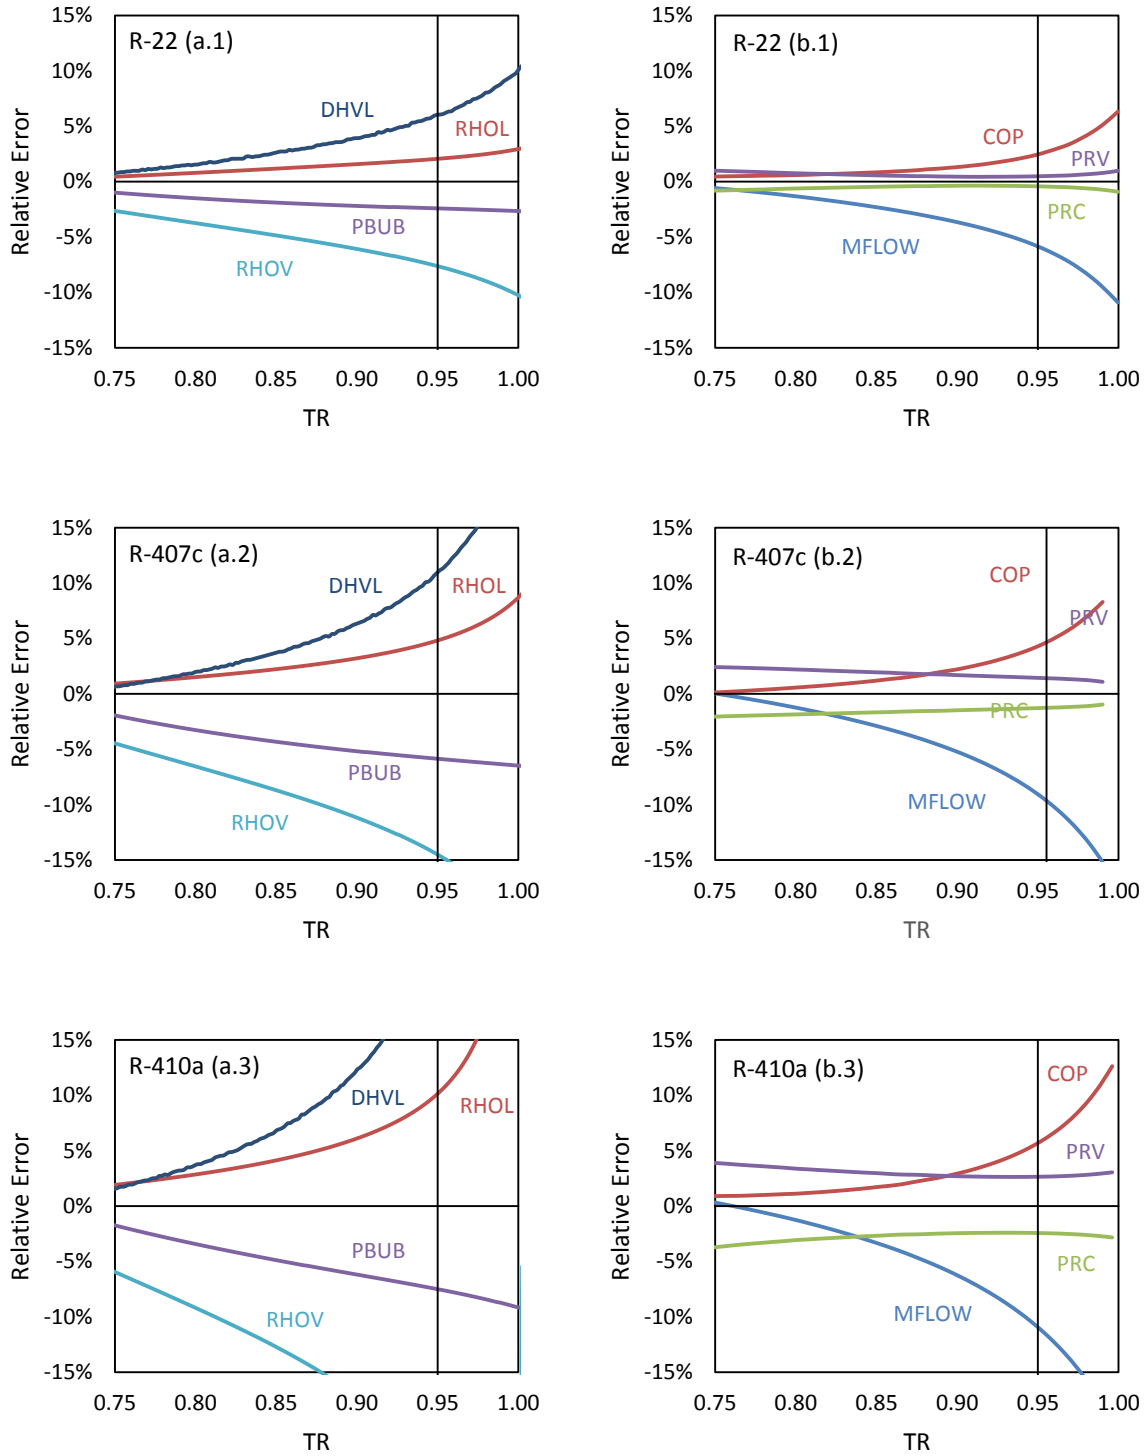 15%
R-22 (a.1)
10%
DHVL
5%
RHOL
0%
PBUB
-5%
RHOV
-10%
-15%
Relative Error
0.75 0.80 0.85 0.90 0.95 1.00
TR
15%
R-22 (b.1)
10%
COP
5%
PRV
0%
PRC
-5%
MFLOW
-10%
-15%
Relative Error
0.75 0.80 0.85 0.90 0.95 1.00
TR
15%
R-407c (a.2)
10%
DHVL
RHOL
5%
0%
-5%
PBUB
-10%
RHOV
-15%
Relative Error
0.75 0.80 0.85 0.90 0.95 1.00
TR
15%
R-407c (b.2)
10%
COP
PRV
5%
0%
PRC
-5%
-10%
MFLOW
-15%
Relative Error
0.75 0.80 0.85 0.90 0.95 1.00
TR
15%
R-410a (a.3)
10%
DHVL
RHOL
5%
0%
-5%
PBUB
-10%
RHOV
-15%
Relative Error
0.75 0.80 0.85 0.90 0.95 1.00
TR
15%
R-410a (b.3)
COP
10%
5%
PRV
0%
-5%
PRC
-10%
MFLOW
-15%
Relative Error
0.75 0.80 0.85 0.90 0.95 1.00
TR